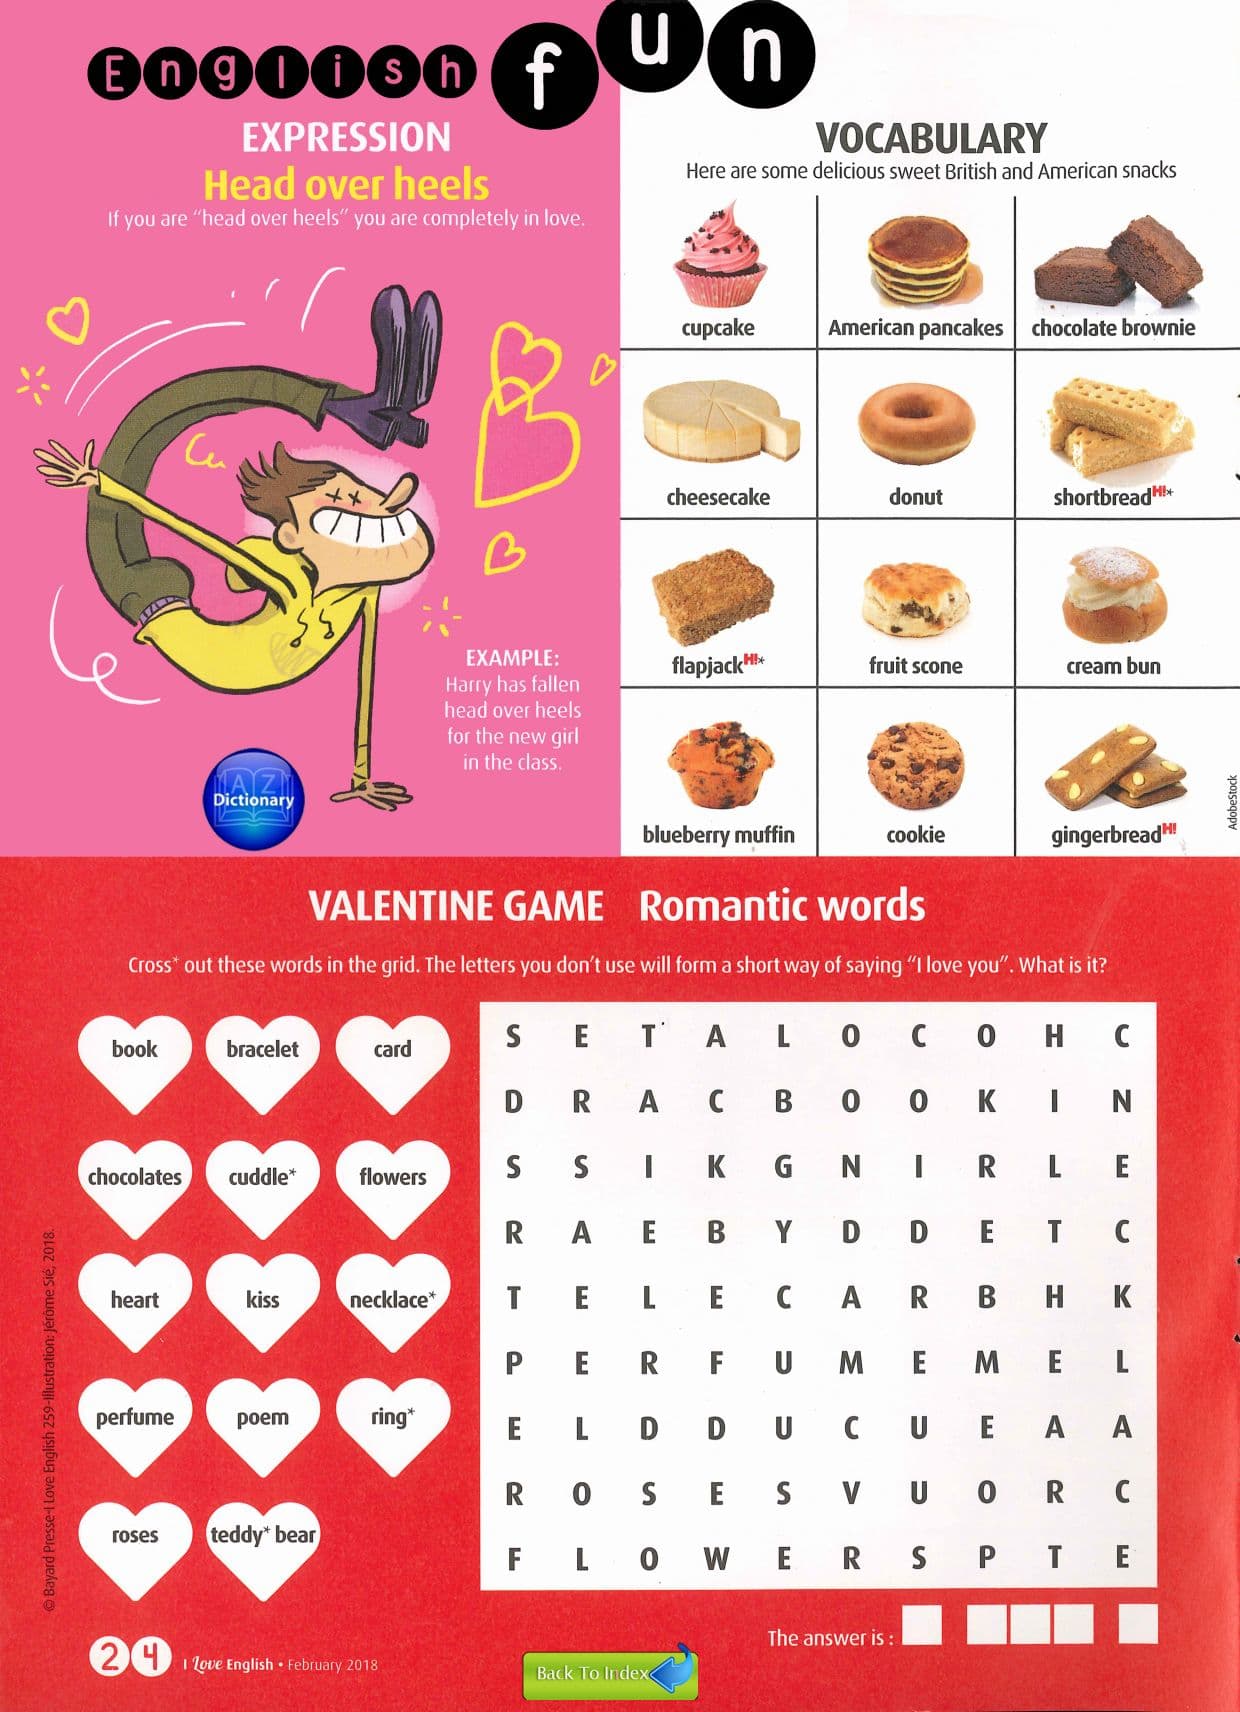 English fun
EXPRESSION
Head over heels
If you are "head over heels" you are completely in love.
EXAMPLE:
Harry has fallen
head over heels
for the new girl
in the class.
A Z
Dictionary
VOCABULARY
Here are some delicious sweet British and American snacks
cupcake American pancakes chocolate brownie
cheesecake donut shortbread H!*
flapjack H!* fruit scone cream bun
blueberry muffin cookie gingerbread H!
AdobeStock
VALENTINE GAME Romantic words
Cross* out these words in the grid. The letters you don't use will form a short way of saying "I love you". What is it?
book bracelet card
chocolates cuddle* flowers
heart kiss necklace*
perfume poem ring*
roses teddy* bear
S E T A L O C O H C
D R A C B O O K I N
S S I K G N I R L E
R A E B Y D D E T C
T E L E C A R B H K
P E R F U M E M E L
E L D D U C U E A A
R O S E S V U O R C
F L O W E R S P T E
The answer is :
© Bayard Presse-I Love English 259-Illustration: Jérôme Sié, 2018.
24 I Love English • February 2018
Back To Index